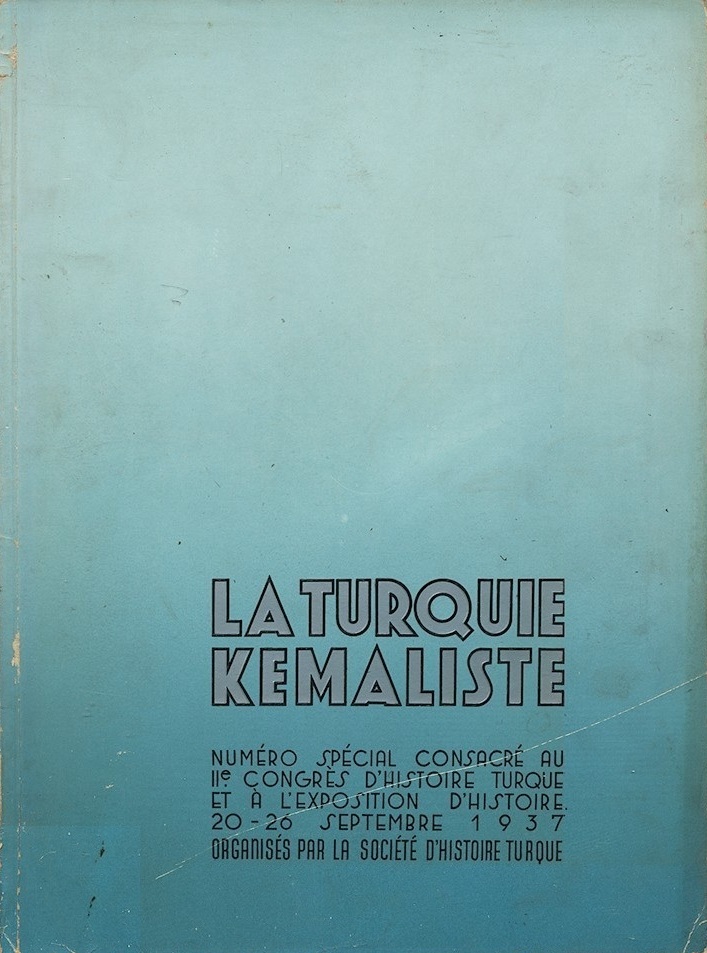 LA TURQUIE
KEMALISTE
NUMÉRO SPÉCIAL CONSACRÉ AU
IIe CONGRÈS D'HISTOIRE TURQUE
ET À L'EXPOSITION D'HISTOIRE.
20-26 SEPTEMBRE 1937
ORGANISÉS PAR LA SOCIÉTÉ D'HISTOIRE TURQUE